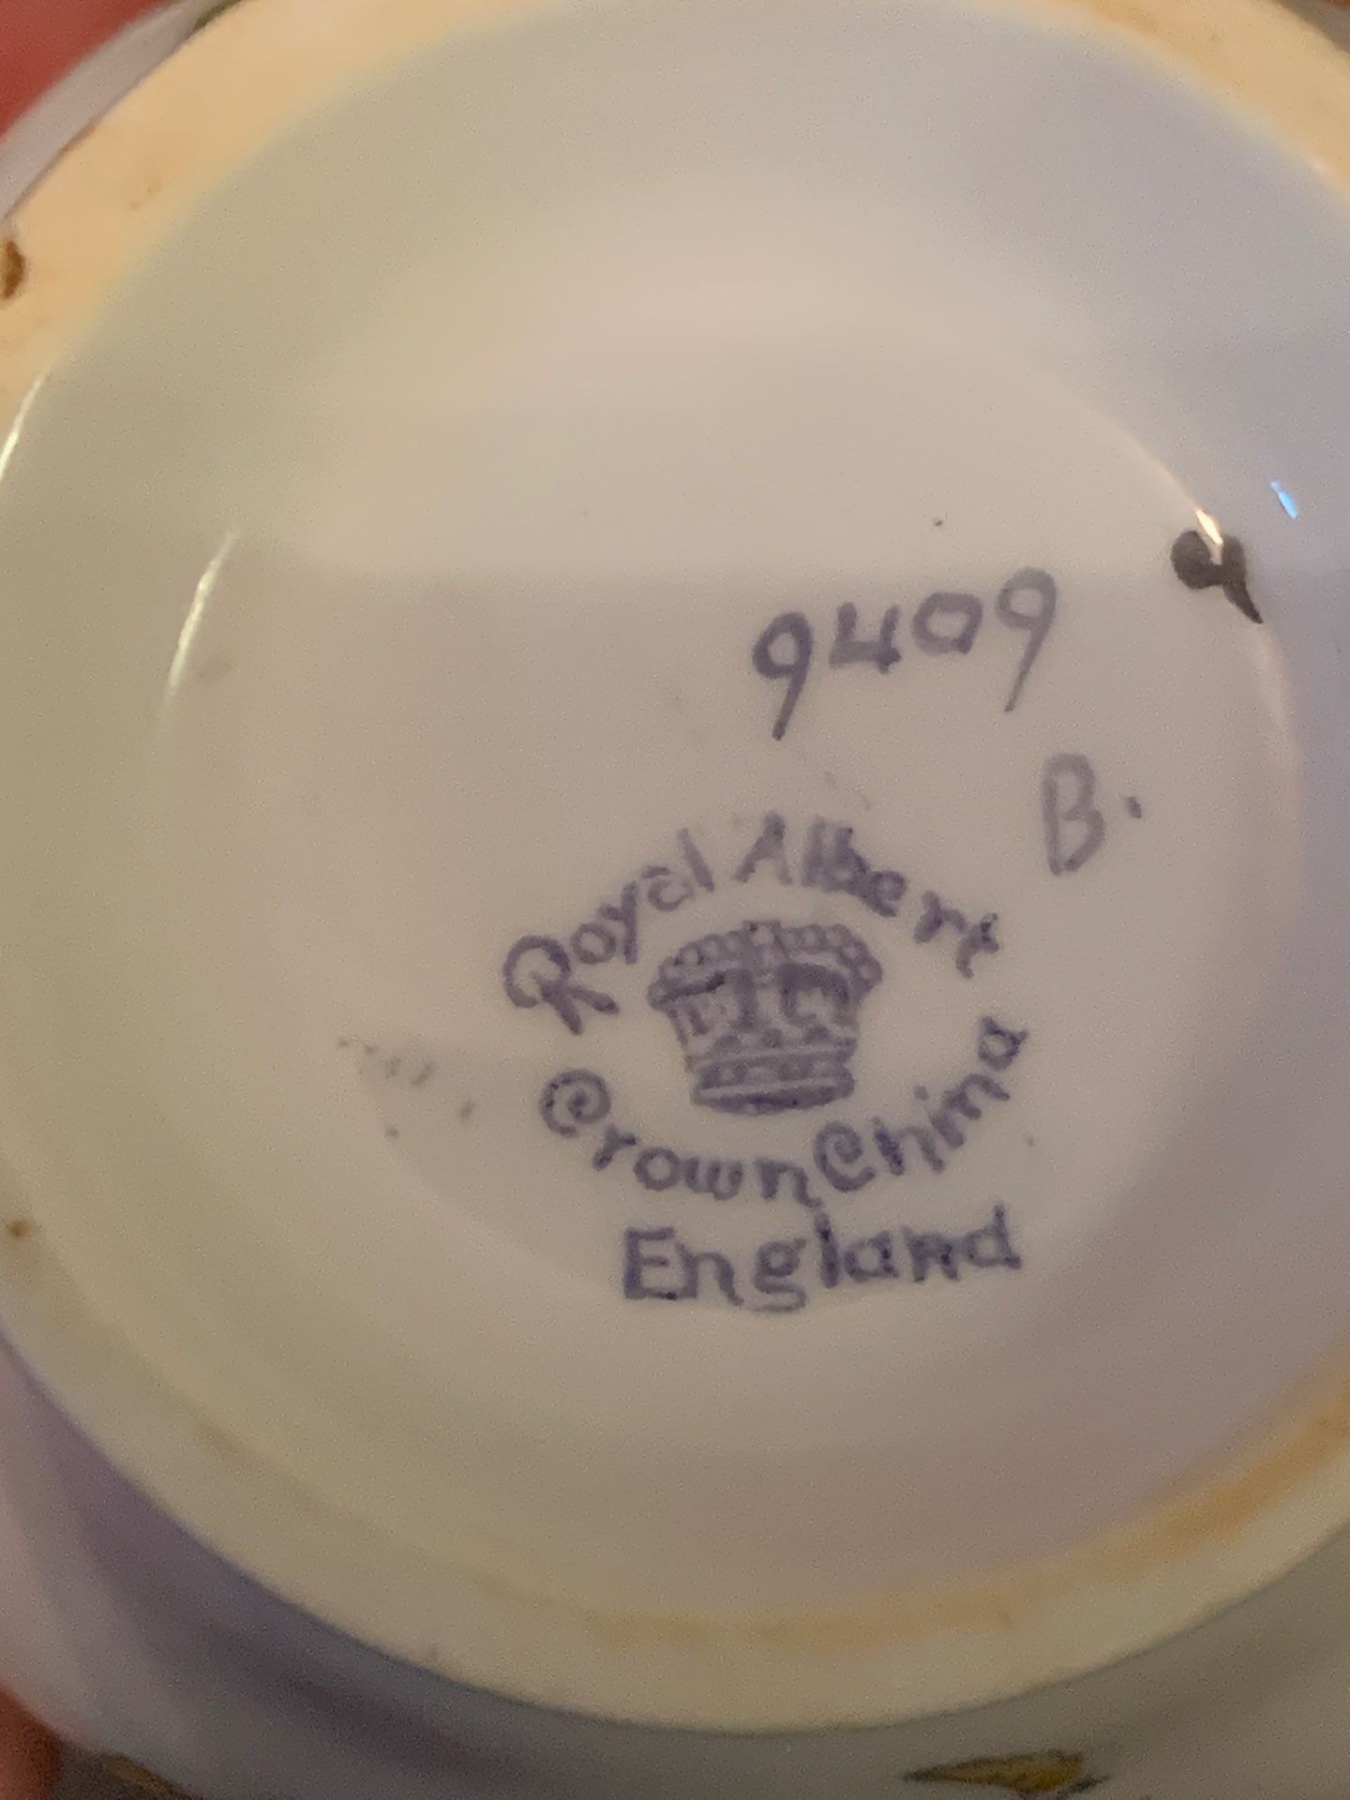 9409
B.
Royal Albert
Crown China
England